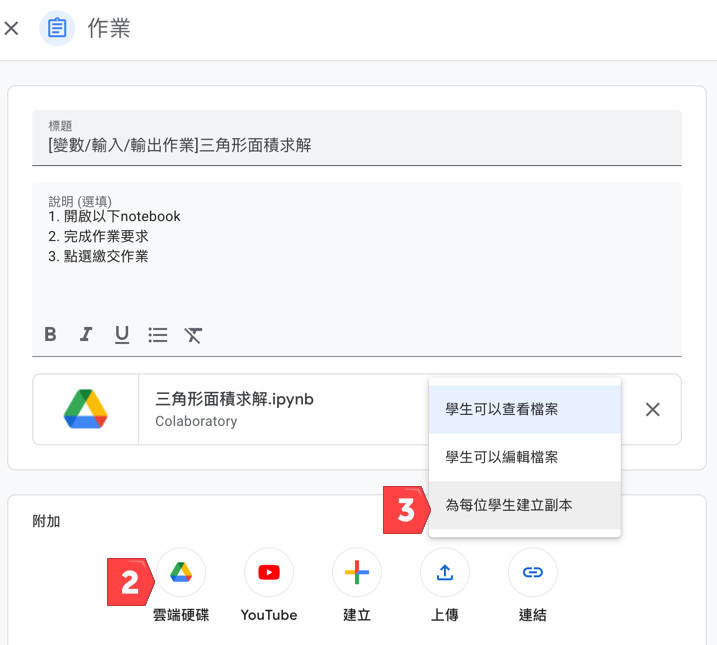 作業
標題
[變數/輸入/輸出作業]三角形面積求解
說明 (選填)
1. 開啟以下notebook
2. 完成作業要求
3. 點選繳交作業
B I U
三角形面積求解.ipynb
Colaboratory
學生可以查看檔案
學生可以編輯檔案
為每位學生建立副本
3
附加
2
雲端硬碟
YouTube
建立
上傳
連結